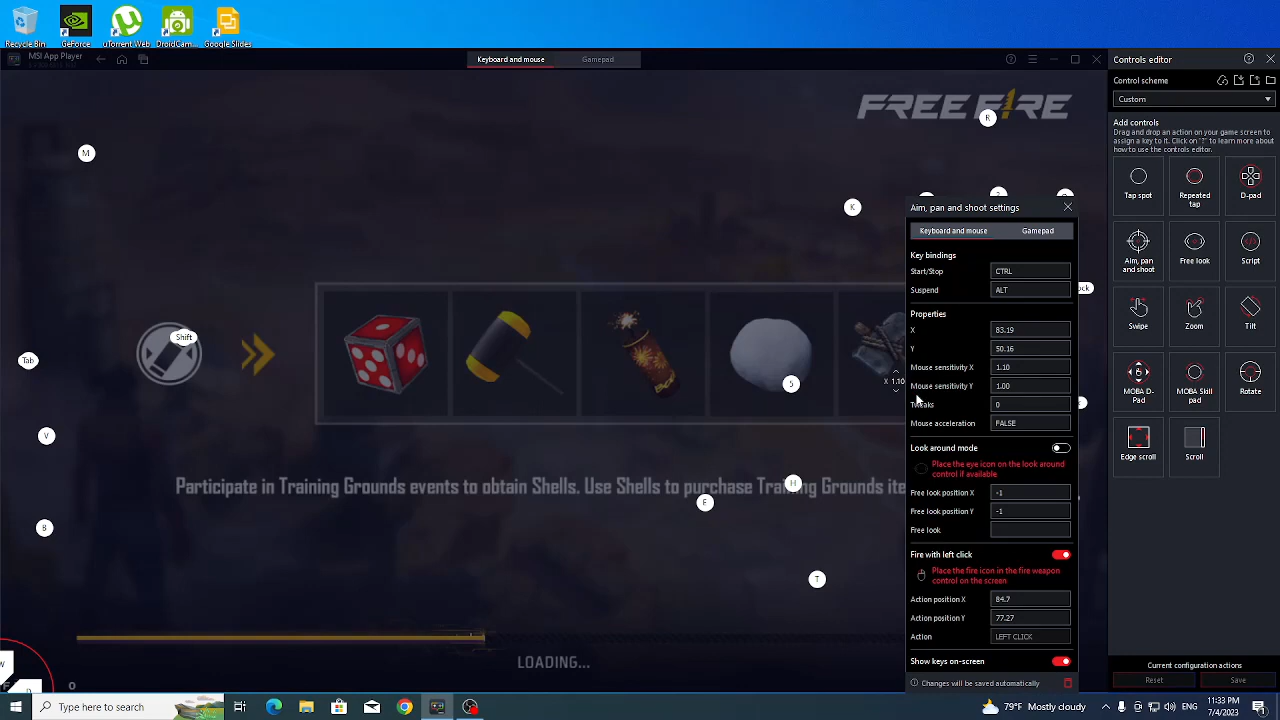 Recycle Bin
GeForce
uTorrent Web
DroidCam...
Google Slides
MSI App Player
Keyboard and mouse
Gamepad
Controls editor
Control scheme
Custom
Add controls
Drag and drop an action on your game screen to
assign a key to it. Click on "?" to learn more about
how to use the controls editor.
Tap spot
Repeated
tap
D-pad
Aim, pan
and shoot
Free look
Script
Swipe
Zoom
Tilt
MOBA D-
Pad
MOBA Skill
pad
Rotate
Edge scroll
Scroll
Current configuration
actions
Reset
Save
FREE FIRE
R
M
K
Shift
Tab
5
V
H
E
B
T
W
D
X 1.10
Participate in Training Grounds events to obtain Shells. Use Shells to purchase Training Grounds ite
LOADING...
Aim, pan and shoot settings
Keyboard and mouse
Gamepad
Key bindings
Start/Stop
CTRL
Suspend
ALT
Properties
X
83.19
Y
50.16
Mouse sensitivity X
1.10
Mouse sensitivity Y
1.00
Tweaks
0
Mouse acceleration
FALSE
Look around mode
Place the eye icon on the look around
control if available
Free look position X
-1
Free look position Y
-1
Free look
Fire with left click
Place the fire icon in the fire weapon
control on the screen
Action position X
84.7
Action position Y
77.27
Action
LEFT CLICK
Show keys on-screen
Changes will be saved automatically
Type here to search
79°F Mostly cloudy
11:33 PM
7/4/2023